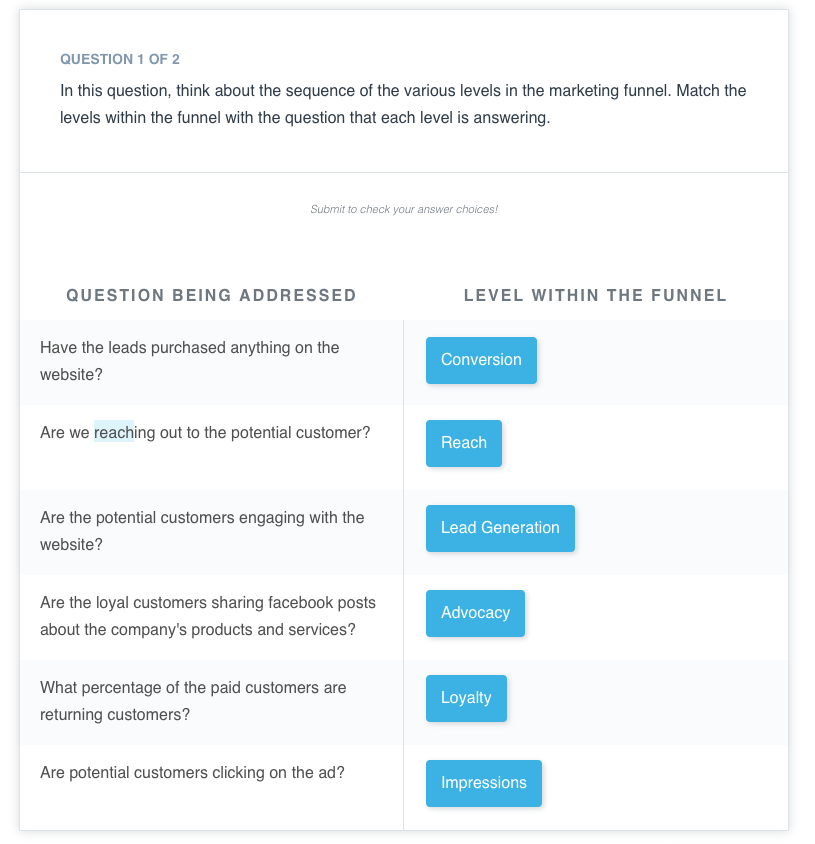 QUESTION 1 OF 2
In this question, think about the sequence of the various levels in the marketing funnel. Match the
levels within the funnel with the question that each level is answering.
Submit to check your answer choices!
QUESTION BEING ADDRESSED
LEVEL WITHIN THE FUNNEL
Have the leads purchased anything on the
website?
Conversion
Are we reaching out to the potential customer?
Reach
Are the potential customers engaging with the
website?
Lead Generation
Are the loyal customers sharing facebook posts
about the company's products and services?
Advocacy
What percentage of the paid customers are
returning customers?
Loyalty
Are potential customers clicking on the ad?
Impressions